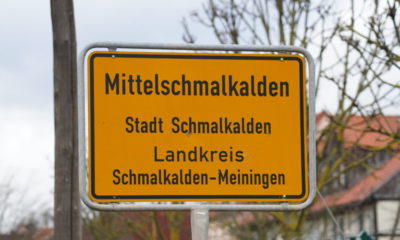 Mittelschmalkalden
Stadt Schmalkalden
Landkreis
Schmalkalden-Meiningen